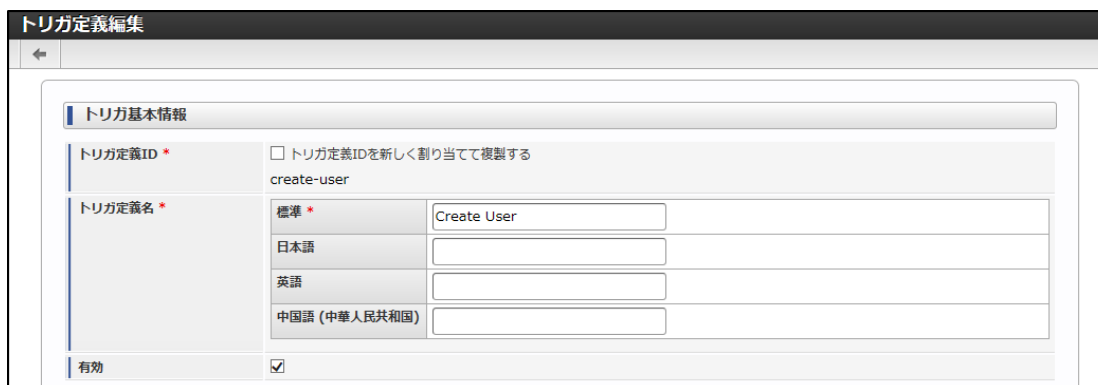 トリガ定義編集
トリガ基本情報
トリガ定義ID *
トリガ定義IDを新しく割り当てて複製する
create-user
トリガ定義名 *
標準 *
Create User
日本語
英語
中国語 (中華人民共和国)
有効